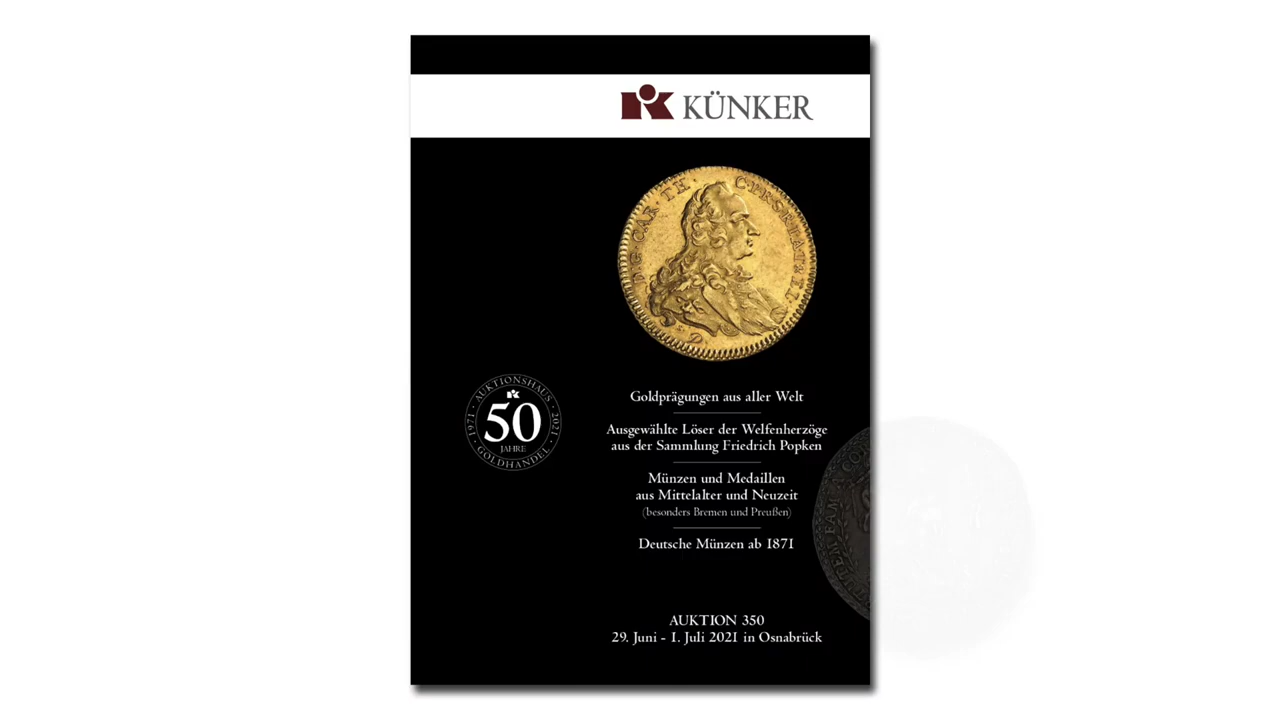 KÜNKER
D·G·CAR·TH·
Goldprägungen aus aller Welt
AUKTIONSHAUS
1971
50
2021
JAHRE
GOLDHANDEL
Ausgewählte Löser der Welfenherzöge
aus der Sammlung Friedrich Popken
Münzen und Medaillen
aus Mittelalter und Neuzeit
(besonders Bremen und Preußen)
Deutsche Münzen ab 1871
AUKTION 350
29. Juni - 1. Juli 2021 in Osnabrück